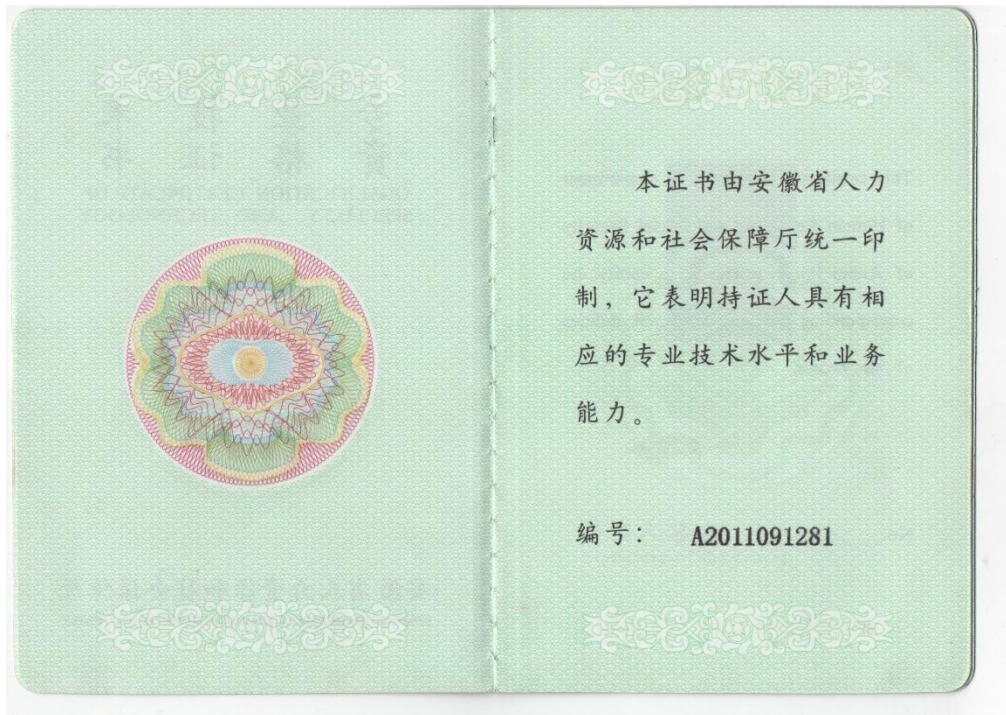 本证书由安徽省人力
资源和社会保障厅统一印
制，它表明持证人具有相
应的专业技术水平和业务
能力。
编号： A2011091281